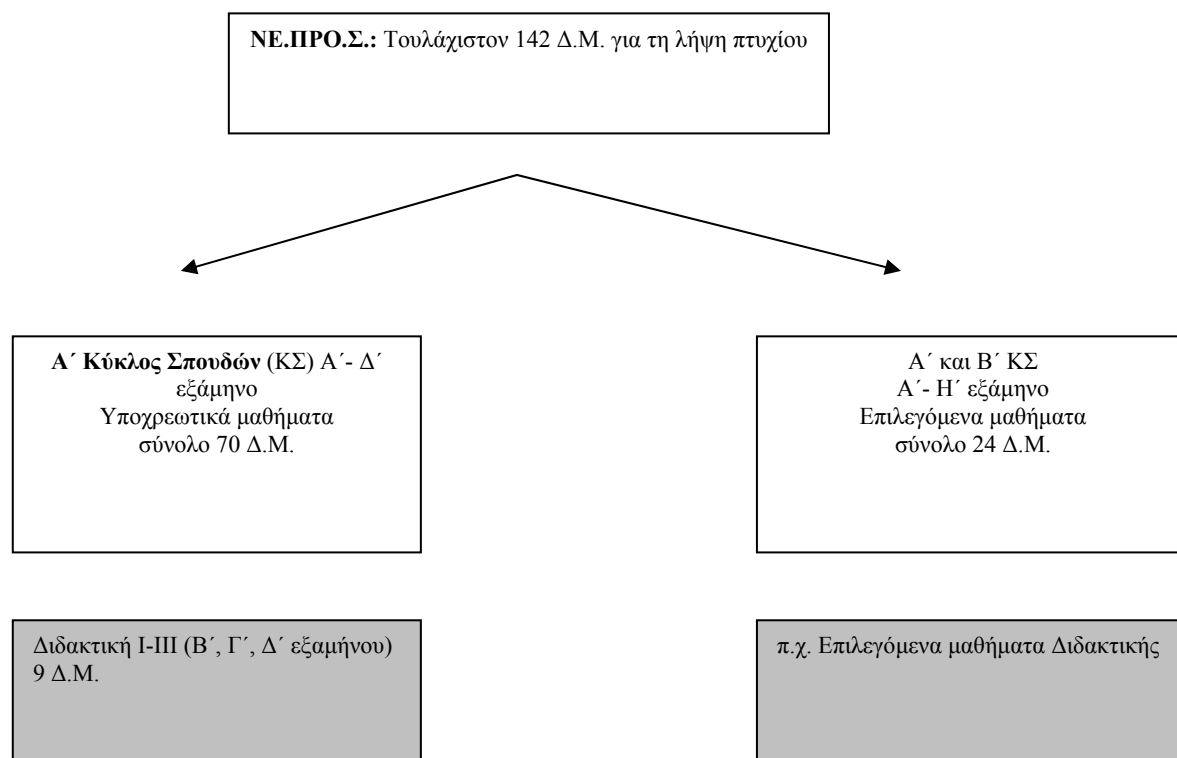 ΝΕ.ΠΡΟ.Σ.: Τουλάχιστον 142 Δ.Μ. για τη λήψη πτυχίου
Α΄ Κύκλος Σπουδών (ΚΣ) Α΄- Δ΄
εξάμηνο
Υποχρεωτικά μαθήματα
σύνολο 70 Δ.Μ.
Α΄ και Β΄ ΚΣ
Α΄- Η΄ εξάμηνο
Επιλεγόμενα μαθήματα
σύνολο 24 Δ.Μ.
Διδακτική Ι-ΙΙΙ (Β΄, Γ΄, Δ΄ εξαμήνου)
9 Δ.Μ.
π.χ. Επιλεγόμενα μαθήματα Διδακτικής